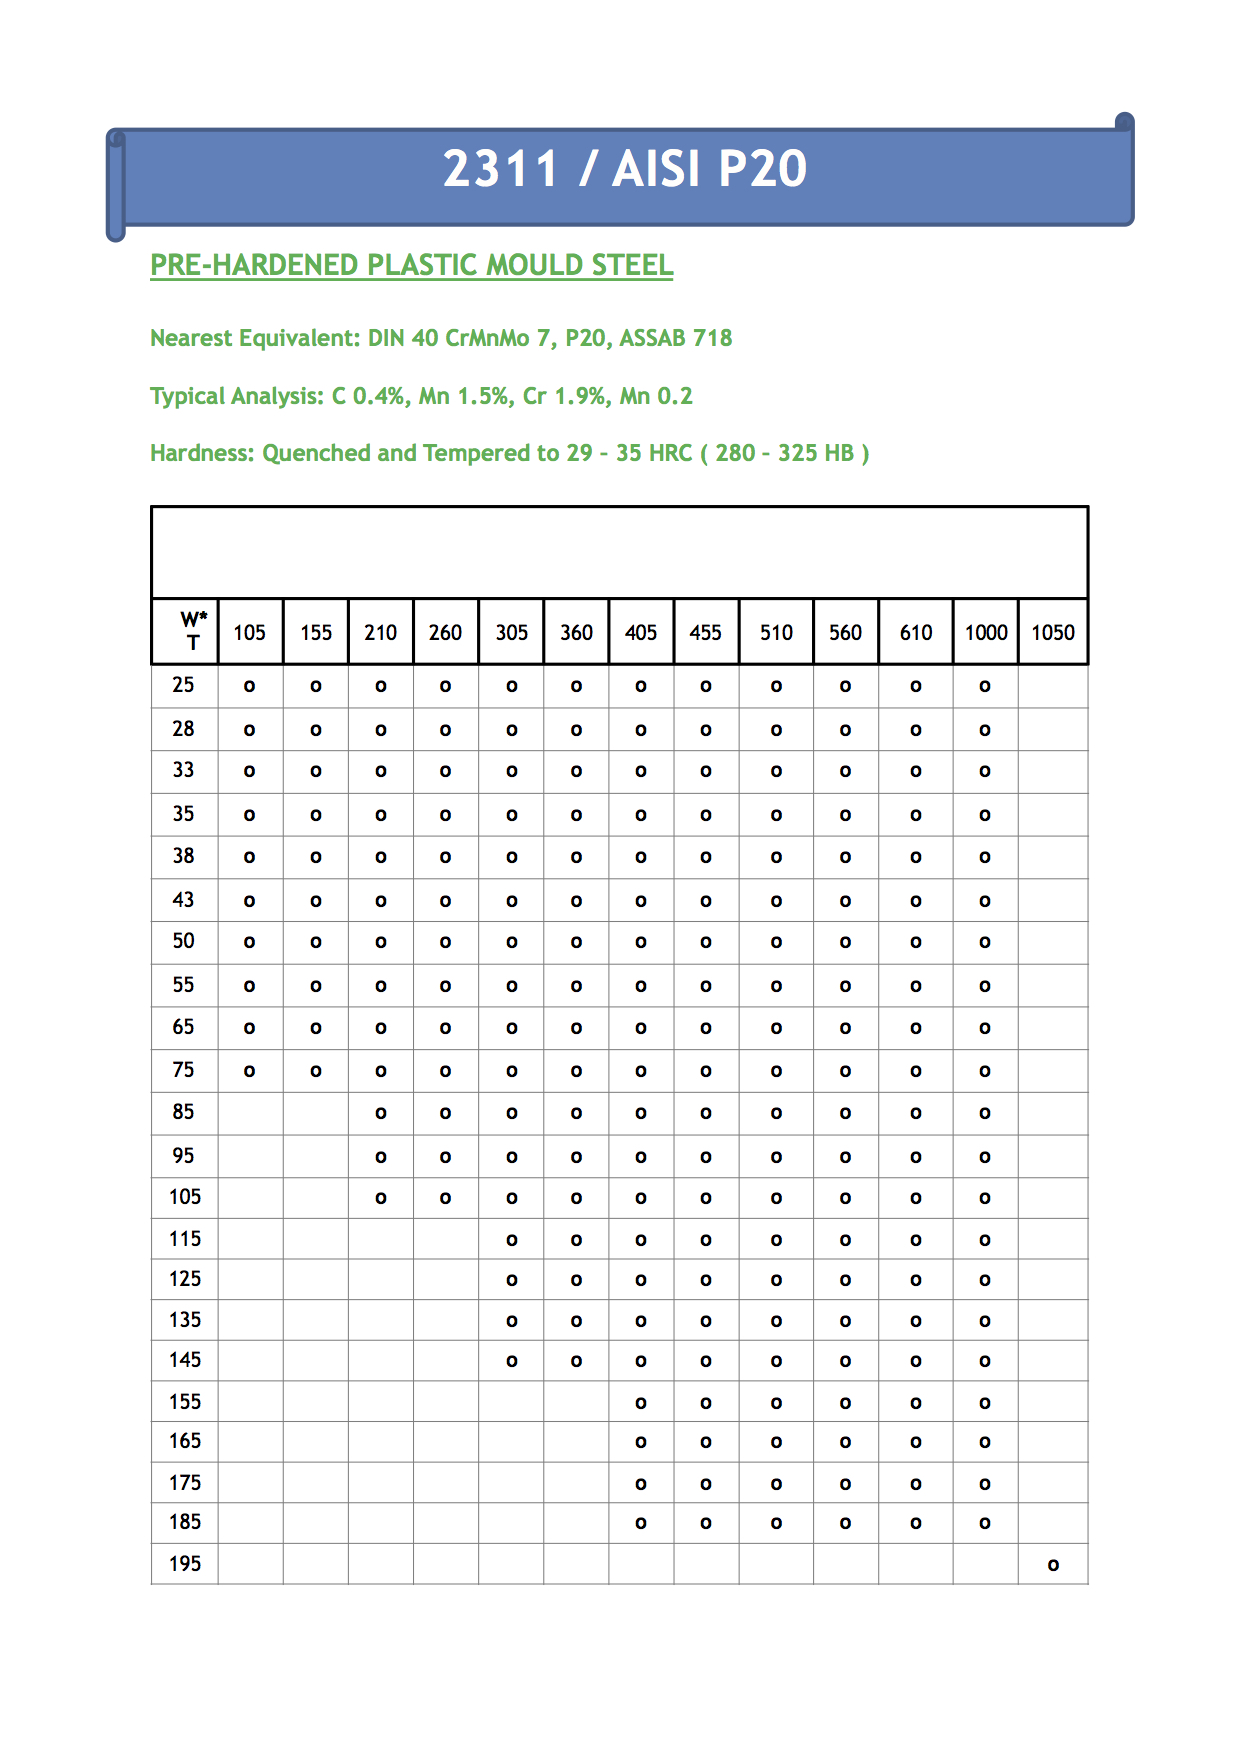 2311 / AISI P20
PRE-HARDENED PLASTIC MOULD STEEL
Nearest Equivalent: DIN 40 CrMnMo 7, P20, ASSAB 718
Typical Analysis: C 0.4%, Mn 1.5%, Cr 1.9%, Mn 0.2
Hardness: Quenched and Tempered to 29 – 35 HRC ( 280 – 325 HB )
W* T 105 155 210 260 305 360 405 455 510 560 610 1000 1050
25 o o o o o o o o o o o o
28 o o o o o o o o o o o o
33 o o o o o o o o o o o o
35 o o o o o o o o o o o o
38 o o o o o o o o o o o o
43 o o o o o o o o o o o o
50 o o o o o o o o o o o o
55 o o o o o o o o o o o o
65 o o o o o o o o o o o o
75 o o o o o o o o o o o o
85 o o o o o o o o o o
95 o o o o o o o o o o
105 o o o o o o o o o o
115 o o o o o o o o
125 o o o o o o o o
135 o o o o o o o o
145 o o o o o o o o
155 o o o o o o
165 o o o o o o
175 o o o o o o
185 o o o o o o
195 o